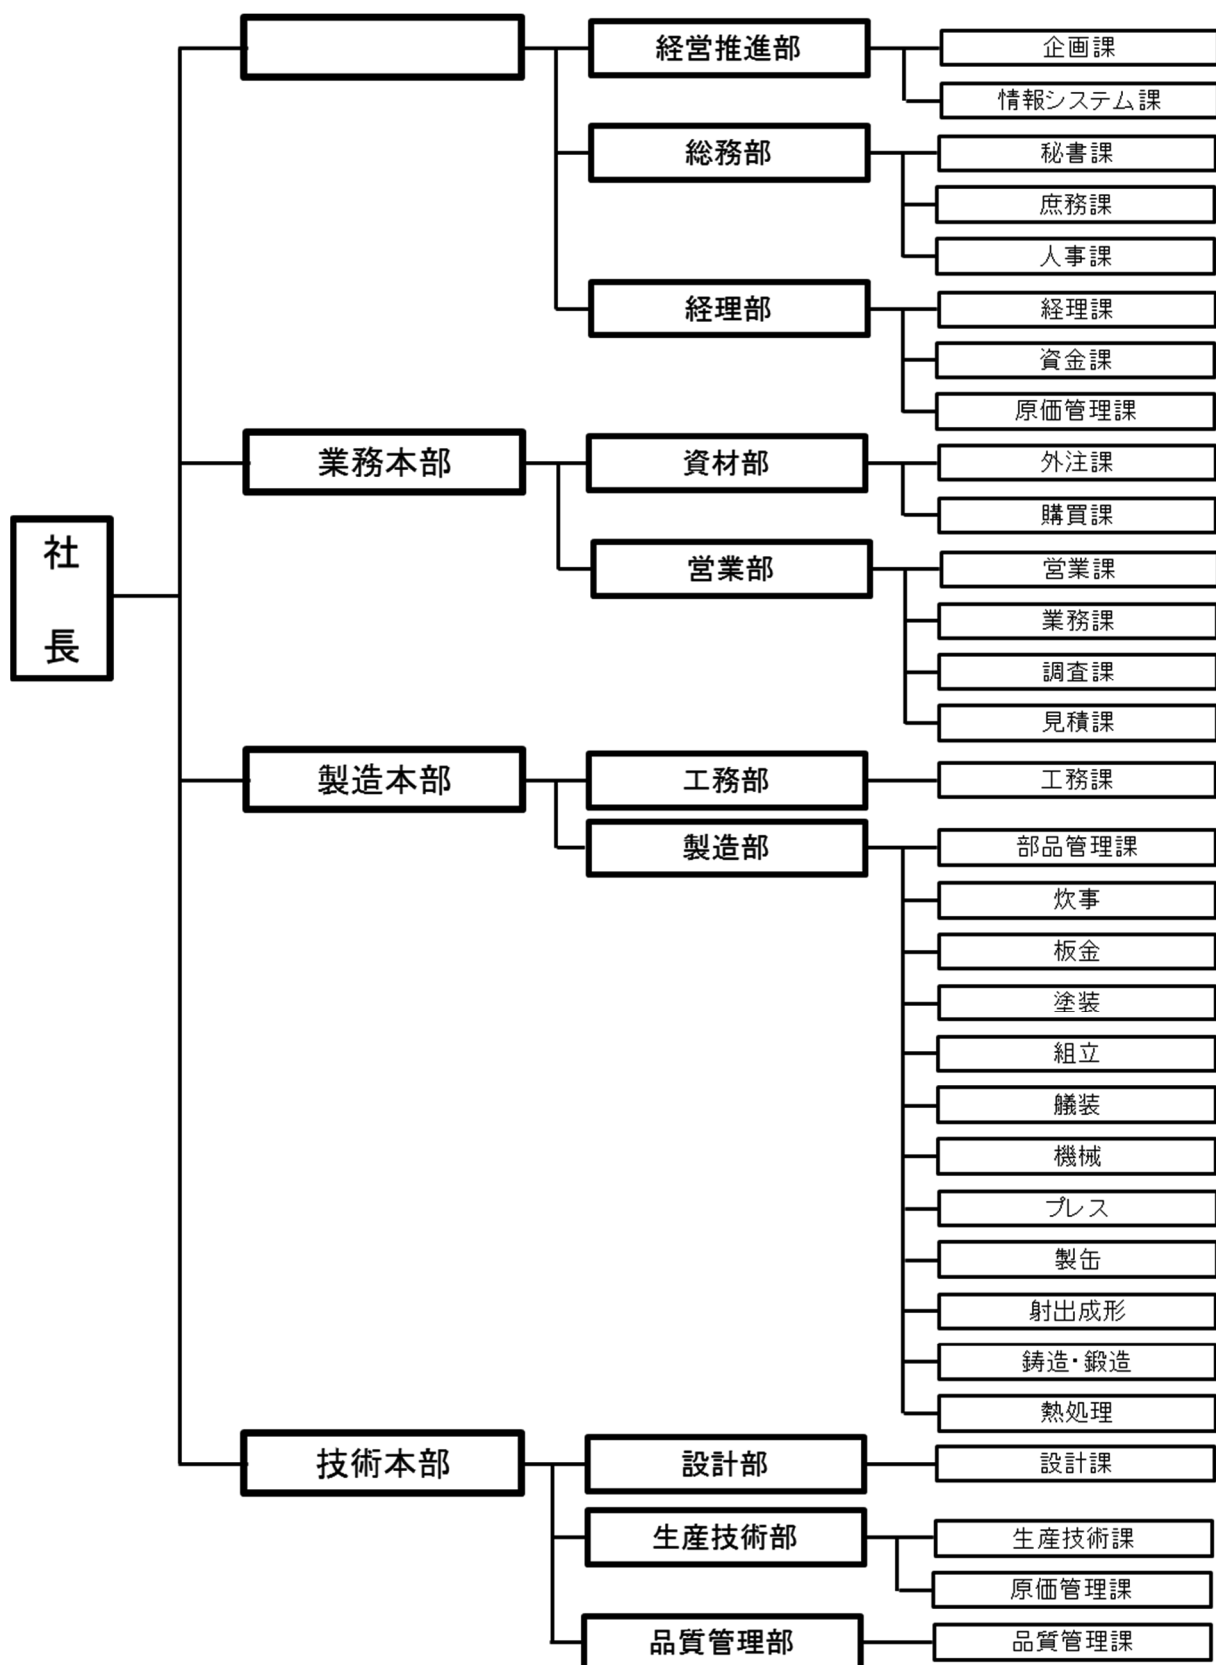 社
長
経営推進部
企画課
情報システム課
総務部
秘書課
庶務課
人事課
経理部
経理課
資金課
原価管理課
業務本部
資材部
外注課
購買課
営業部
営業課
業務課
調査課
見積課
製造本部
工務部
工務課
製造部
部品管理課
炊事
板金
塗装
組立
艤装
機械
プレス
製缶
射出成形
鋳造・鍛造
熱処理
技術本部
設計部
設計課
生産技術部
生産技術課
原価管理課
品質管理部
品質管理課